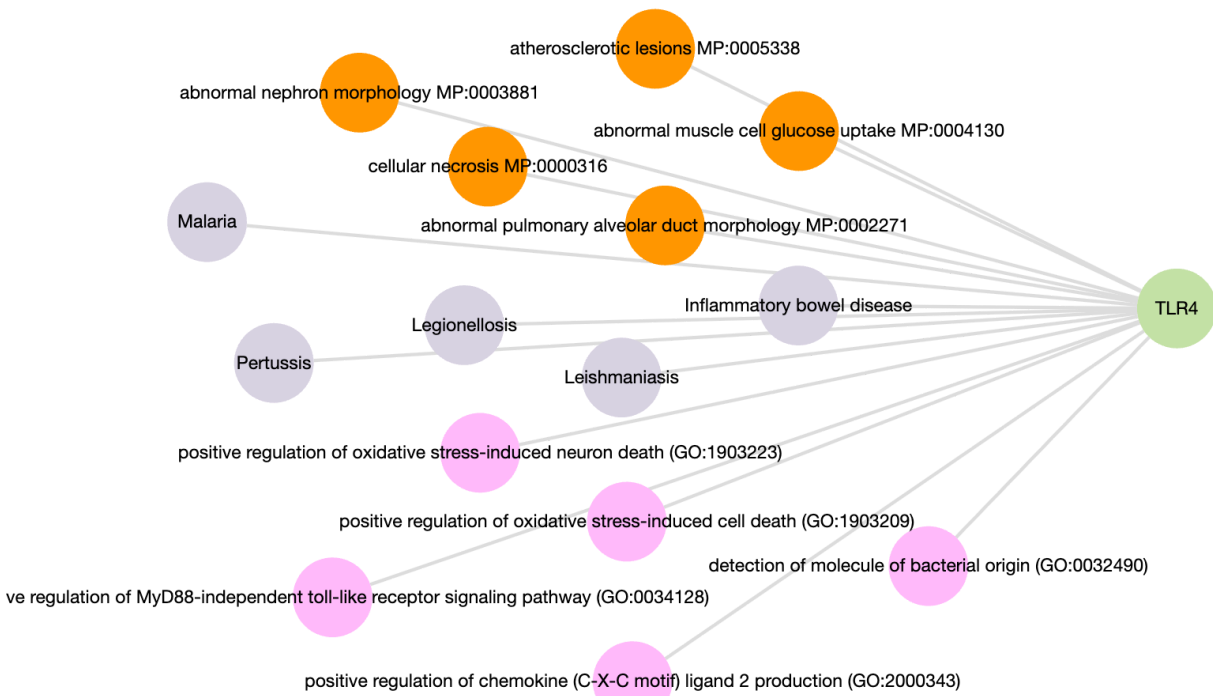 atherosclerotic lesions MP:0005338
abnormal nephron morphology MP:0003881
abnormal muscle cell glucose uptake MP:0004130
cellular necrosis MP:0000316
Malaria
abnormal pulmonary alveolar duct morphology MP:0002271
Inflammatory bowel disease
TLR4
Legionellosis
Pertussis
Leishmaniasis
positive regulation of oxidative stress-induced neuron death (GO:1903223)
positive regulation of oxidative stress-induced cell death (GO:1903209)
detection of molecule of bacterial origin (GO:0032490)
ve regulation of MyD88-independent toll-like receptor signaling pathway (GO:0034128)
positive regulation of chemokine (C-X-C motif) ligand 2 production (GO:2000343)